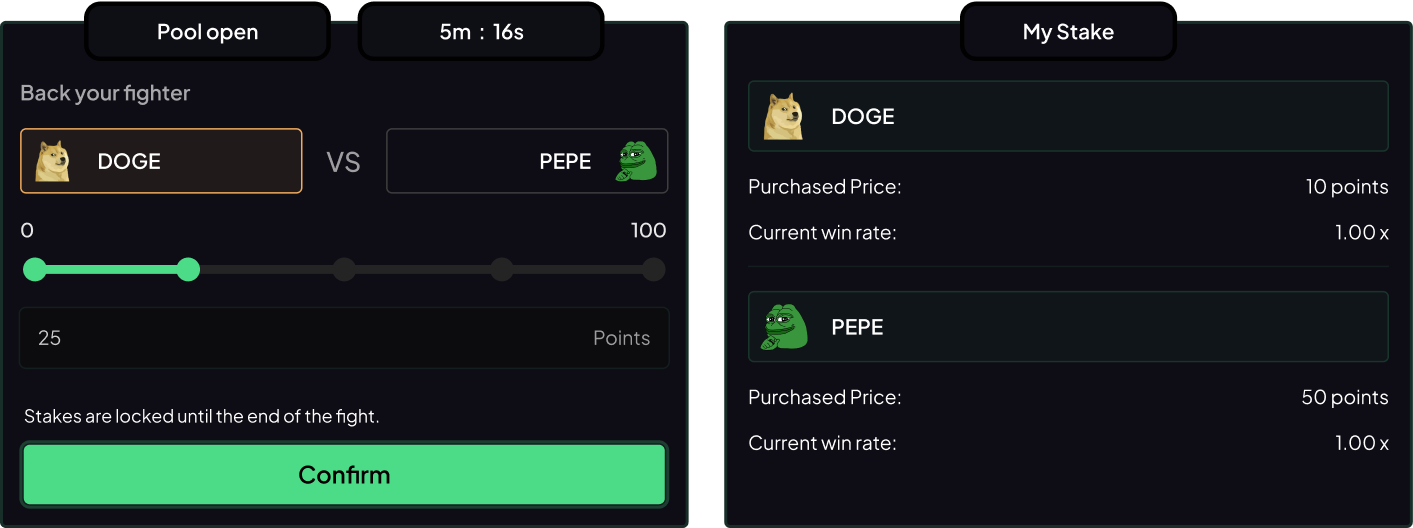 Pool open
5m : 16s
Back your fighter
DOGE VS PEPE
0 100
25 Points
Stakes are locked until the end of the fight.
Confirm
My Stake
DOGE
Purchased Price: 10 points
Current win rate: 1.00 x
PEPE
Purchased Price: 50 points
Current win rate: 1.00 x